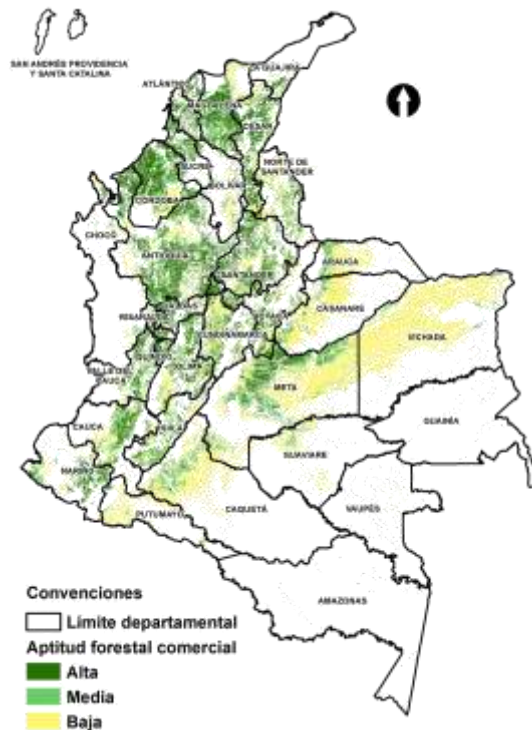 SAN ANDRÉS PROVIDENCIA
Y SANTA CATALINA
LA GUAJIRA
ATLÁNTICO
MAGDALENA
CESAR
SUCRE
NORTE DE
SANTANDER
BOLIVAR
CÓRDOBA
CHOCÓ
ANTIOQUIA
SANTANDER
ARAUCA
CASANARE
VICHADA
CALDAS
RISARALDA
BOYACÁ
CUNDINAMARCA
QUINDÍO
TOLIMA
VALLE DEL
CAUCA
META
GUAINÍA
CAUCA
HUILA
GUAVIARE
NARIÑO
VAUPÉS
PUTUMAYO
CAQUETÁ
AMAZONAS
Convenciones
Límite departamental
Aptitud forestal comercial
Alta
Media
Baja